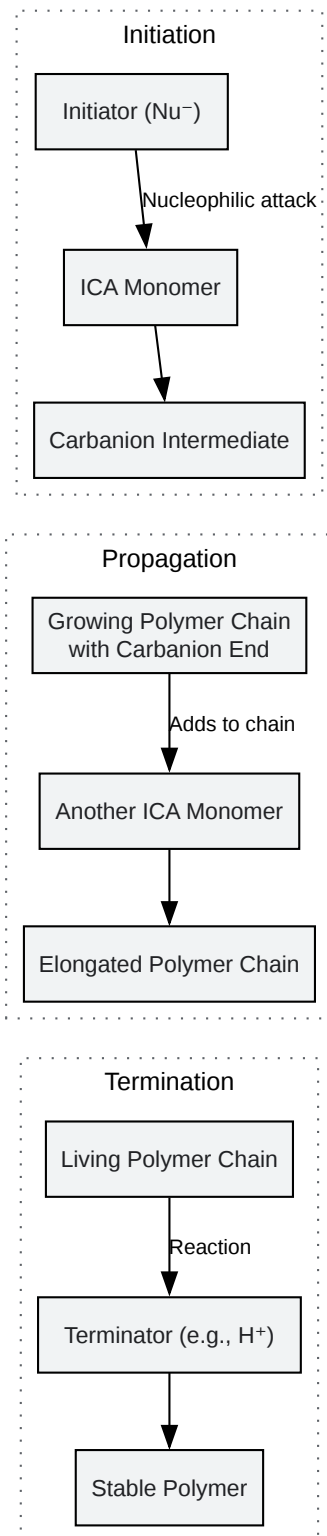 Initiation
Initiator (Nu⁻)
Nucleophilic attack
ICA Monomer
Carbanion Intermediate
Propagation
Growing Polymer Chain
with Carbanion End
Adds to chain
Another ICA Monomer
Elongated Polymer Chain
Termination
Living Polymer Chain
Reaction
Terminator (e.g., H⁺)
Stable Polymer